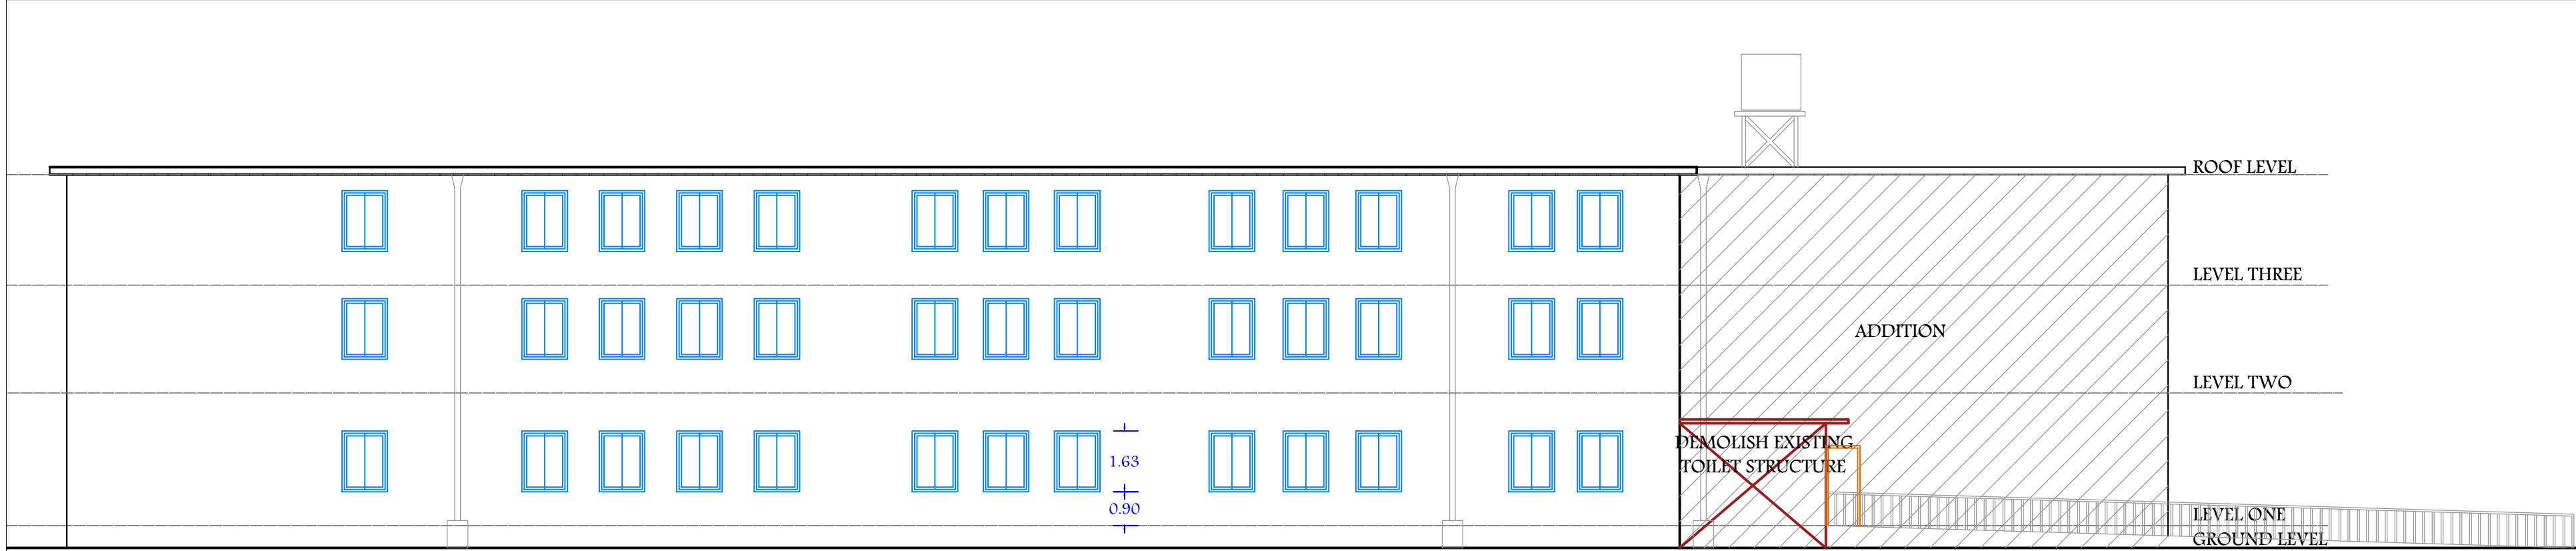 ROOF LEVEL
LEVEL THREE
ADDITION
LEVEL TWO
DEMOLISH EXISTING
TOILET STRUCTURE
1.63
0.90
LEVEL ONE
GROUND LEVEL